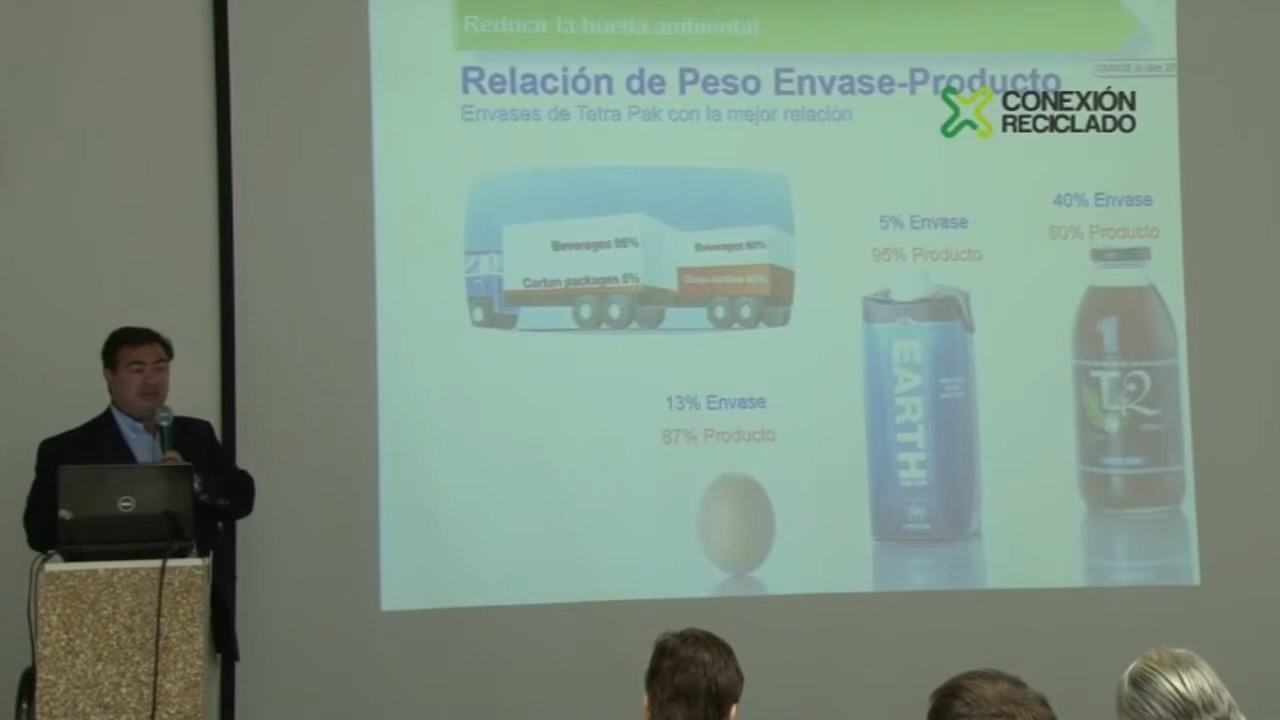 Reducir la huella ambiental
Relación de Peso Envase-Producto
Envases de Tetra Pak con la mejor relación
CONEXIÓN
RECICLADO
40% Envase
60% Producto
5% Envase
95% Producto
Beverages 95%
Carton packages 5%
Beverages 60%
13% Envase
87% Producto
EARTH
DELL